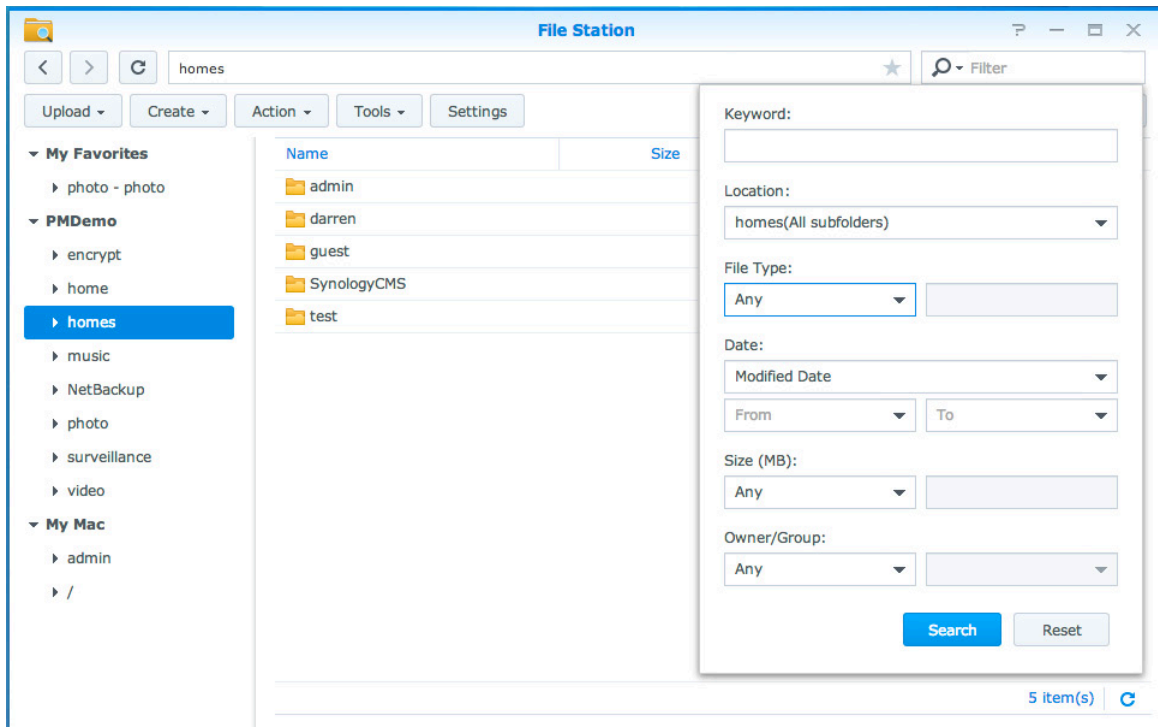 File Station
homes
Filter
Upload Create Action Tools Settings
My Favorites
photo - photo
PMDemo
encrypt
home
homes
music
NetBackup
photo
surveillance
video
My Mac
admin
/
Name Size
admin
darren
guest
SynologyCMS
test
Keyword:
Location:
homes(All subfolders)
File Type:
Any
Date:
Modified Date
From To
Size (MB):
Any
Owner/Group:
Any
Search Reset
5 item(s)